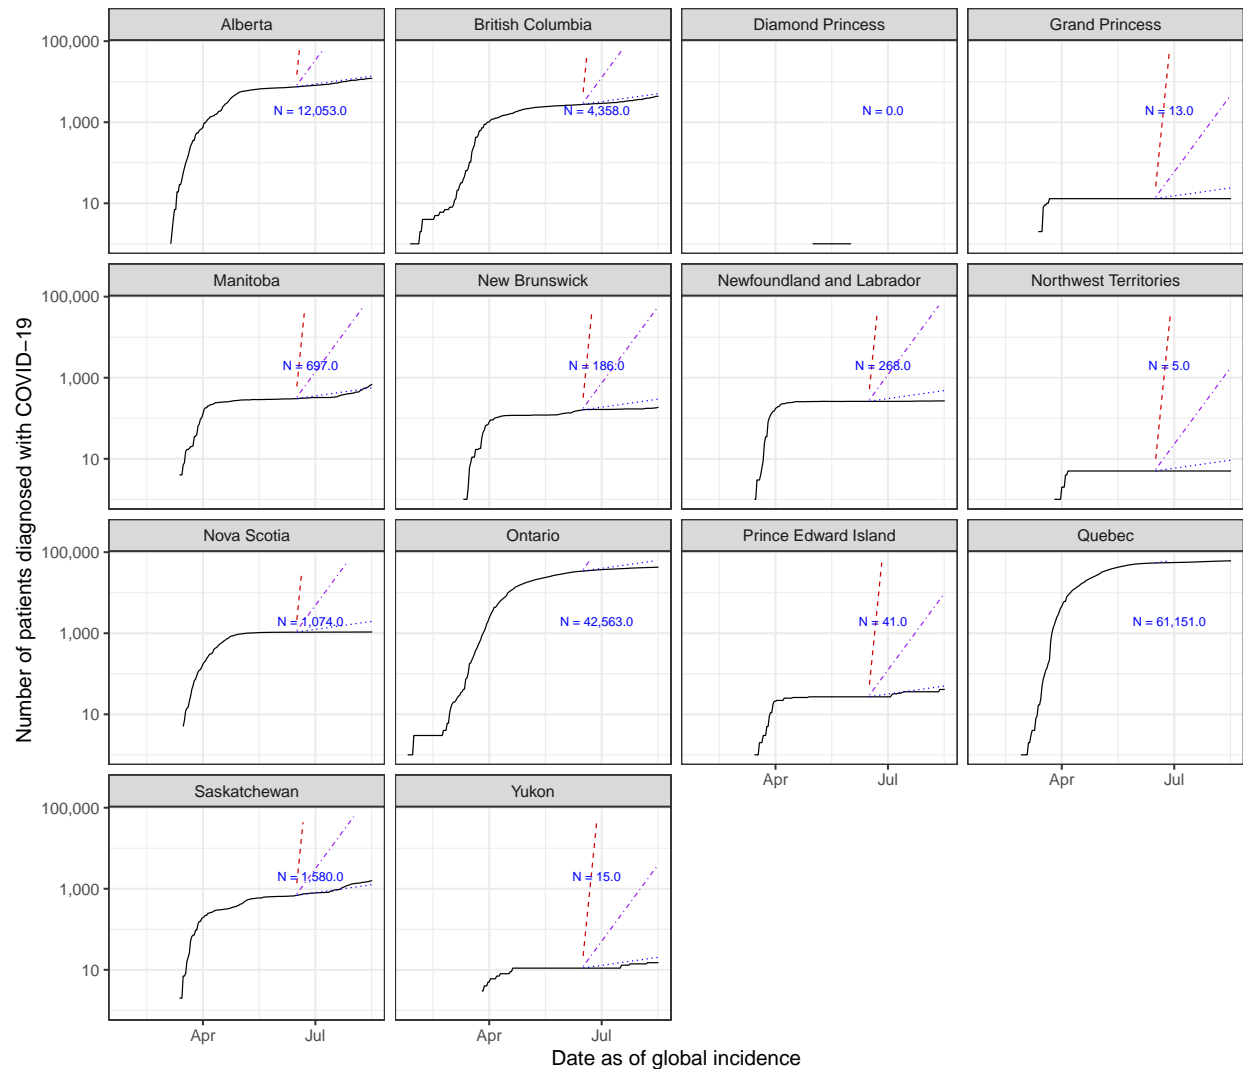 Number of patients diagnosed with COVID−19
Alberta
British Columbia
Diamond Princess
Grand Princess
100,000
1,000
10
N = 12,053.0
N = 4,358.0
N = 0.0
N = 13.0
Manitoba
New Brunswick
Newfoundland and Labrador
Northwest Territories
100,000
1,000
10
N = 697.0
N = 186.0
N = 268.0
N = 5.0
Nova Scotia
Ontario
Prince Edward Island
Quebec
100,000
1,000
10
N = 1,074.0
N = 42,563.0
N = 41.0
N = 61,151.0
Apr
Jul
Apr
Jul
Saskatchewan
Yukon
100,000
1,000
10
N = 1,580.0
N = 15.0
Apr
Jul
Apr
Jul
Date as of global incidence